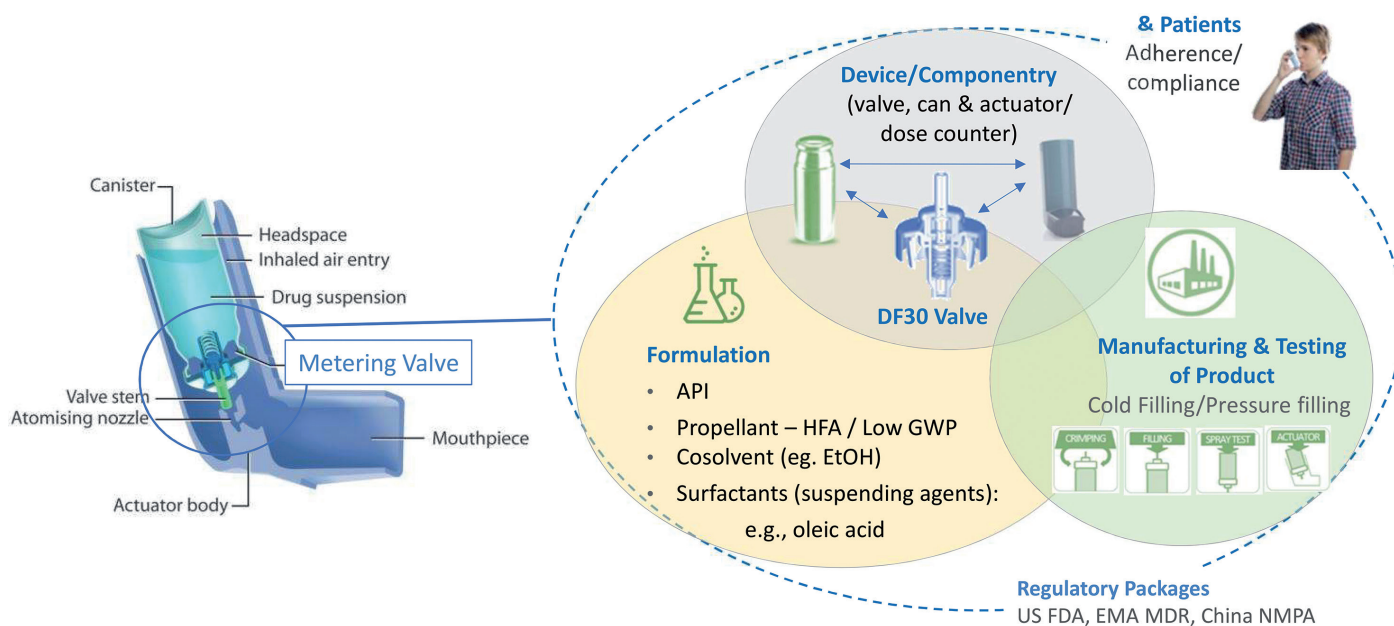 Canister
Headspace
Inhaled air entry
Drug suspension
Metering Valve
Valve stem
Atomising nozzle
Mouthpiece
Actuator body
& Patients
Adherence/
compliance
Device/Componentry
(valve, can & actuator/
dose counter)
DF30 Valve
Formulation
• API
• Propellant – HFA / Low GWP
• Cosolvent (eg. EtOH)
• Surfactants (suspending agents):
e.g., oleic acid
Manufacturing & Testing
of Product
Cold Filling/Pressure filling
CRIMPING
FILLING
SPRAY TEST
ACTUATOR
Regulatory Packages
US FDA, EMA MDR, China NMPA